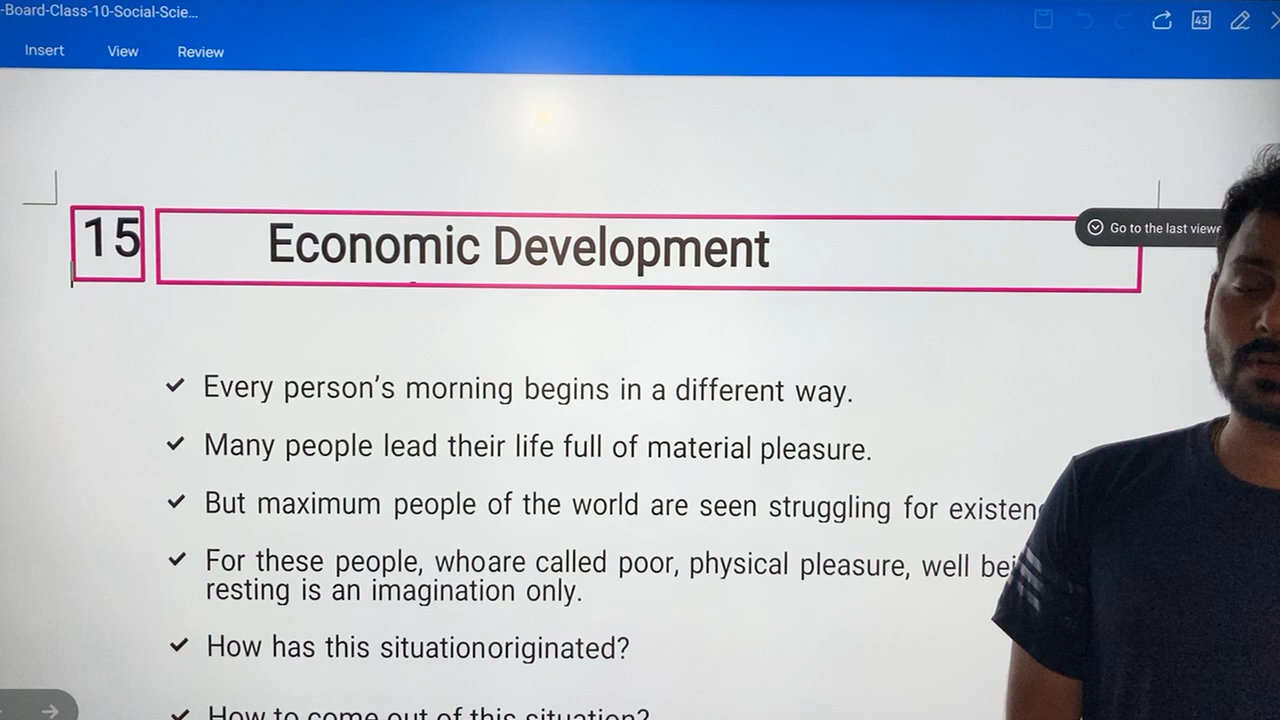 -Board-Class-10-Social-Scie...
43
Insert View Review
15 Economic Development
Go to the last viewe
✓ Every person's morning begins in a different way.
✓ Many people lead their life full of material pleasure.
✓ But maximum people of the world are seen struggling for existen
✓ For these people, whoare called poor, physical pleasure, well bei
resting is an imagination only.
✓ How has this situationoriginated?
✓ How to come out of this situation?